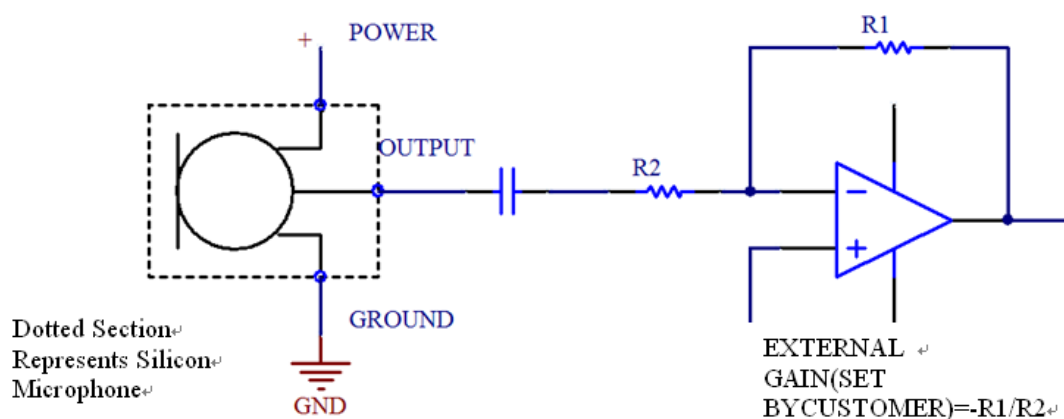 +
POWER
R1
OUTPUT
R2
−
+
GROUND
Dotted Section↵
Represents Silicon↵
Microphone↵
GND
EXTERNAL ↵
GAIN(SET
BYCUSTOMER)=-R1/R2